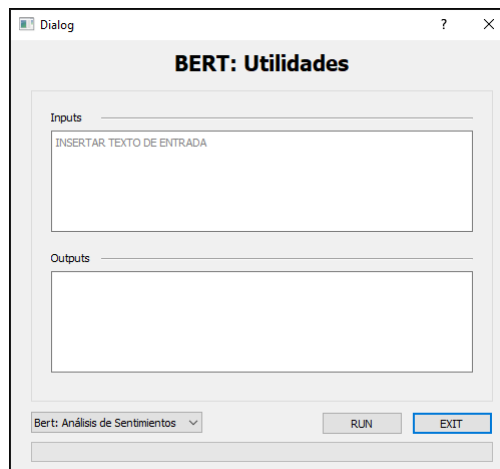 Dialog ?
BERT: Utilidades
Inputs
INSERTAR TEXTO DE ENTRADA
Outputs
Bert: Análisis de Sentimientos RUN EXIT